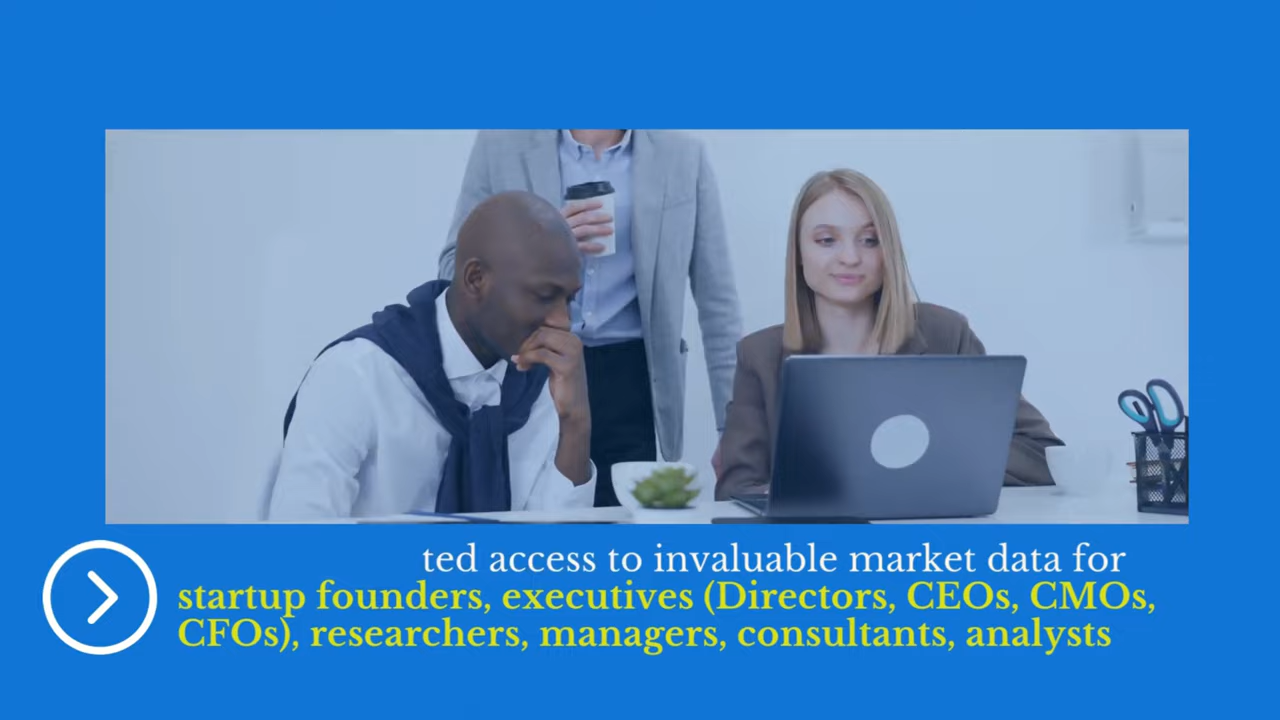 ted access to invaluable market data for
startup founders, executives (Directors, CEOs, CMOs,
CFOs), researchers, managers, consultants, analysts